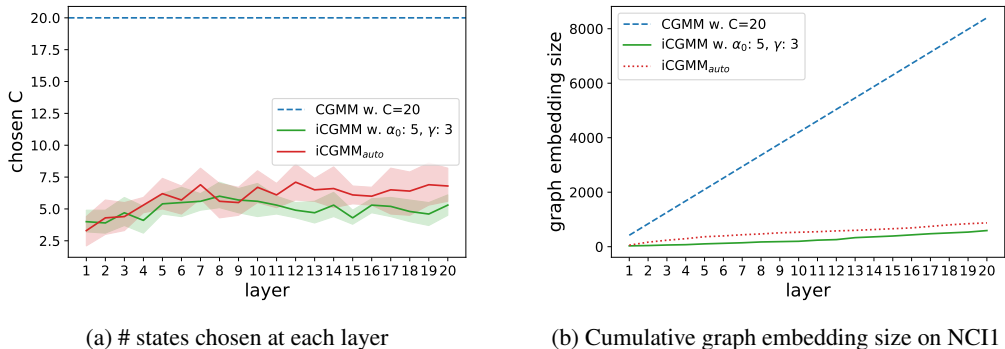 20.0
17.5
15.0
12.5
10.0
7.5
5.0
2.5
chosen C
CGMM w. C=20
iCGMM w. α₀: 5, γ: 3
iCGMMauto
1 2 3 4 5 6 7 8 9 10 11 12 13 14 15 16 17 18 19 20
layer
(a) # states chosen at each layer
8000
6000
4000
2000
0
graph embedding size
CGMM w. C=20
iCGMM w. α₀: 5, γ: 3
iCGMMauto
1 2 3 4 5 6 7 8 9 10 11 12 13 14 15 16 17 18 19 20
layer
(b) Cumulative graph embedding size on NCI1